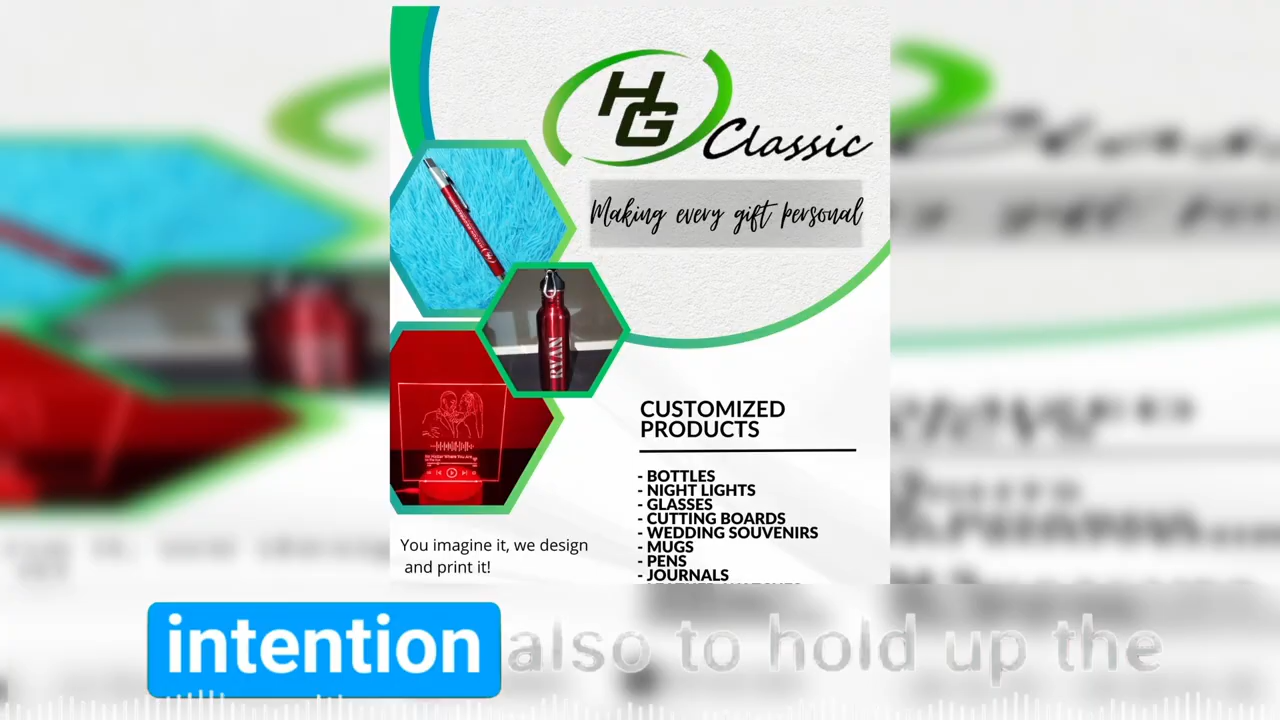 HG
Classic
Making every gift personal
RYAN
CUSTOMIZED
PRODUCTS
- BOTTLES
- NIGHT LIGHTS
- GLASSES
- CUTTING BOARDS
- WEDDING SOUVENIRS
- MUGS
- PENS
- JOURNALS
You imagine it, we design
and print it!
intention also to hold up the